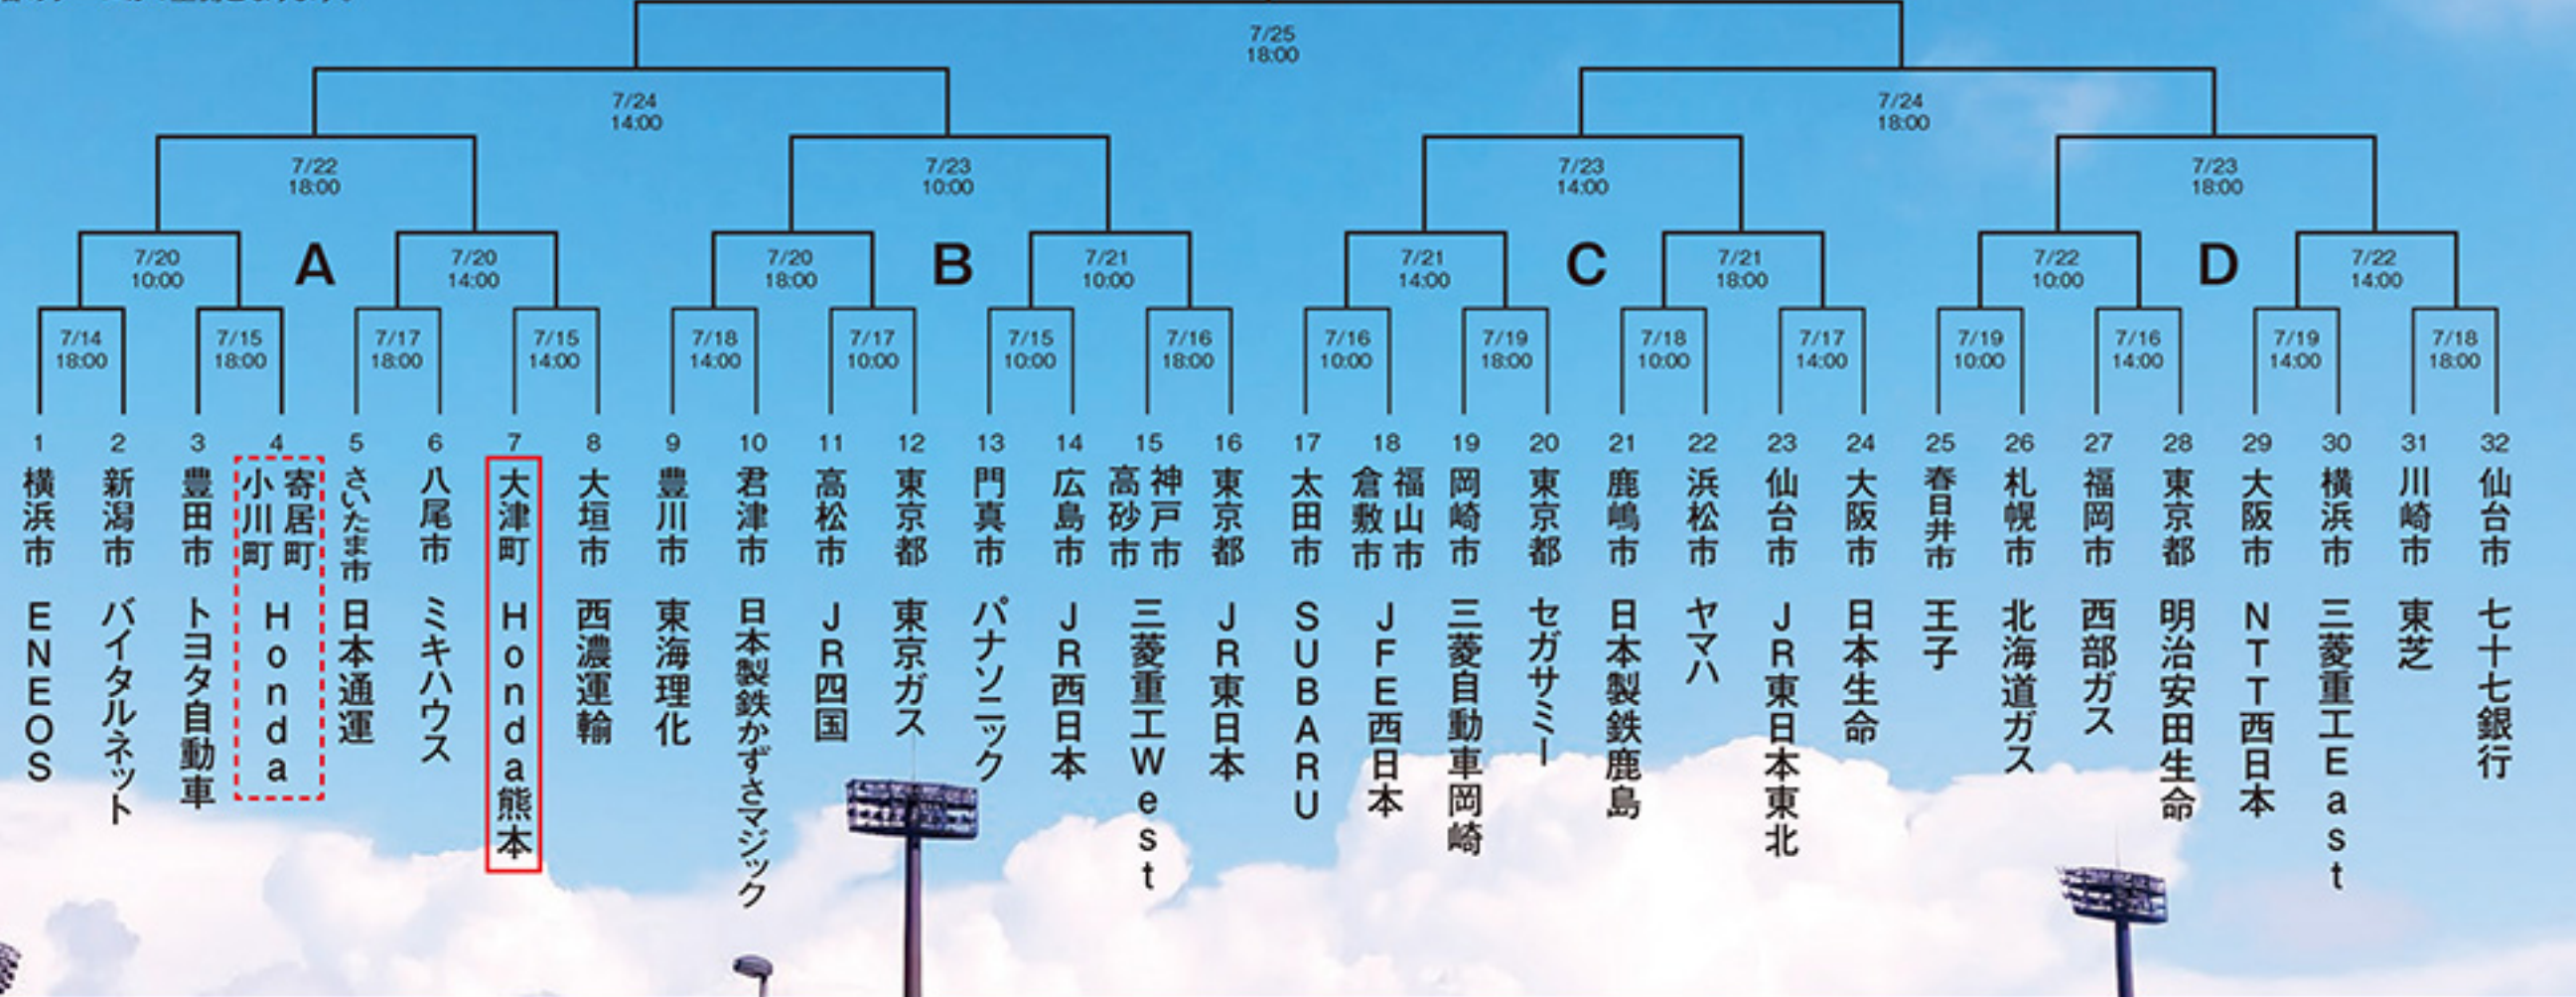 7/25
18:00
7/24
14:00
7/24
18:00
7/22
18:00
7/23
10:00
7/23
14:00
7/23
18:00
7/20
10:00
A
7/20
14:00
7/20
18:00
B
7/21
10:00
7/21
14:00
C
7/21
18:00
7/22
10:00
D
7/22
14:00
7/14
18:00
7/15
18:00
7/17
18:00
7/15
14:00
7/18
14:00
7/17
10:00
7/15
10:00
7/16
18:00
7/16
10:00
7/19
18:00
7/18
10:00
7/17
14:00
7/19
10:00
7/16
14:00
7/19
14:00
7/18
18:00
1
横浜市 ENEOS
2
新潟市 バイタルネット
3
豊田市 トヨタ自動車
4
寄居町
小川町
Honda
5
さいたま市 日本通運
6
八尾市 ミキハウス
7
大津町 Honda熊本
8
大垣市 西濃運輸
9
豊川市 東海理化
10
君津市 日本製鉄かずさマジック
11
高松市 JR四国
12
東京都 東京ガス
13
門真市 パナソニック
14
広島市 JR西日本
15
神戸市
高砂市
三菱重工West
16
東京都 JR東日本
17
太田市 SUBARU
18
福山市
倉敷市
JFE西日本
19
岡崎市 三菱自動車岡崎
20
東京都 セガサミー
21
鹿嶋市 日本製鉄鹿島
22
浜松市 ヤマハ
23
仙台市 JR東日本東北
24
大阪市 日本生命
25
春日井市 王子
26
札幌市 北海道ガス
27
福岡市 西部ガス
28
東京都 明治安田生命
29
大阪市 NTT西日本
30
横浜市 三菱重工East
31
川崎市 東芝
32
仙台市 七十七銀行